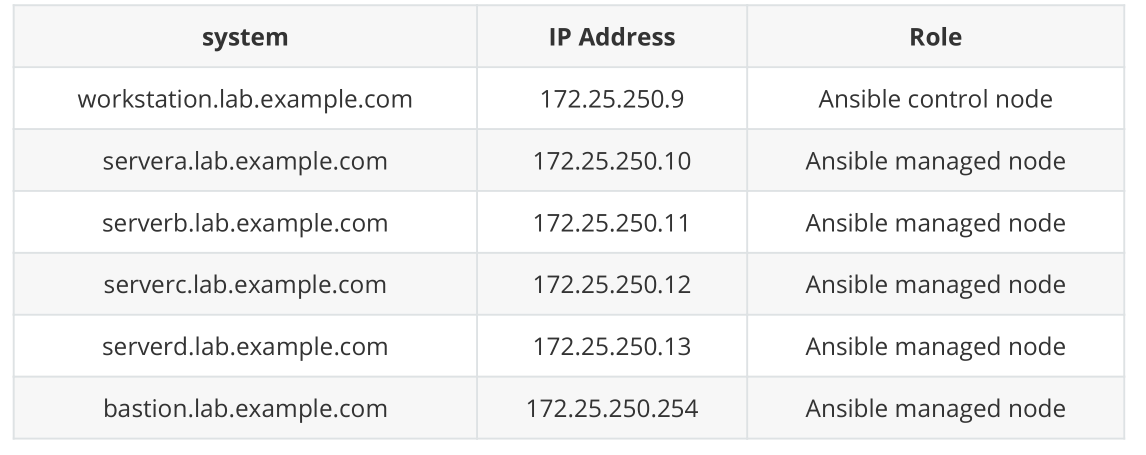 system IP Address Role
workstation.lab.example.com 172.25.250.9 Ansible control node
servera.lab.example.com 172.25.250.10 Ansible managed node
serverb.lab.example.com 172.25.250.11 Ansible managed node
serverc.lab.example.com 172.25.250.12 Ansible managed node
serverd.lab.example.com 172.25.250.13 Ansible managed node
bastion.lab.example.com 172.25.250.254 Ansible managed node